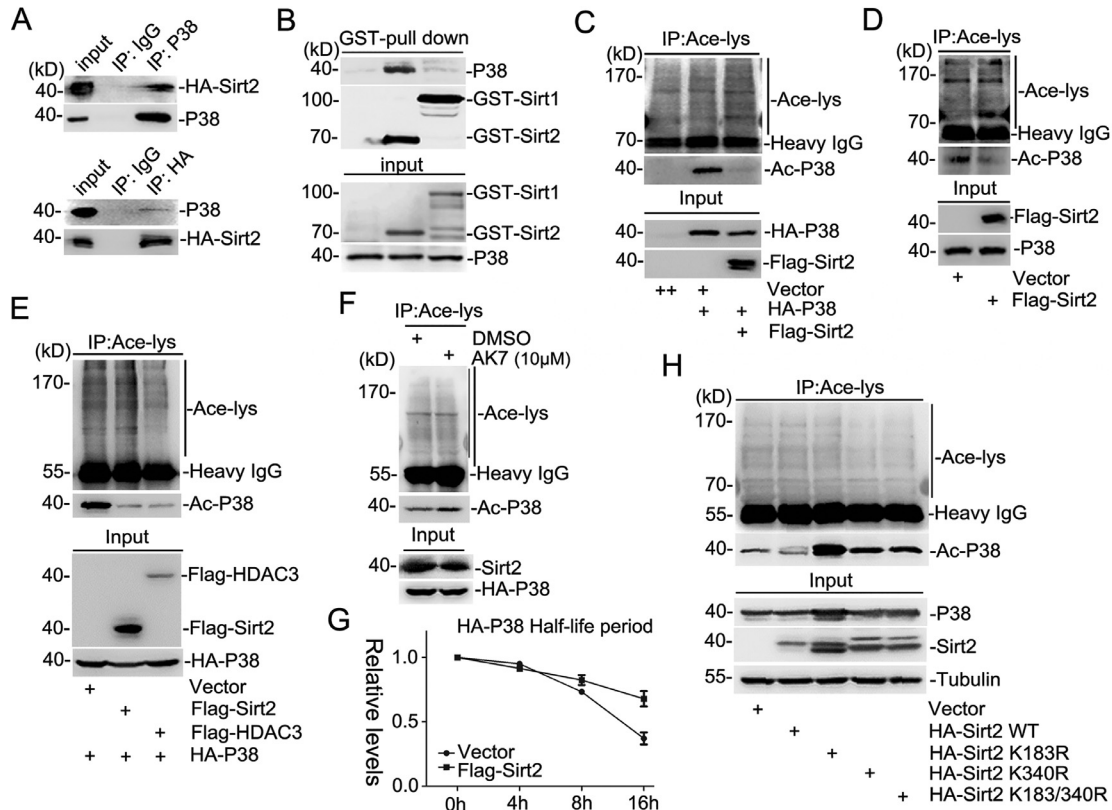 A
input
IP: IgG
IP: P38
(kD)
40- -HA-Sirt2
40- -P38
input
IP: IgG
IP: HA
40- -P38
40- -HA-Sirt2
B
(kD) GST-pull down
40- -P38
100- -GST-Sirt1
70- -GST-Sirt2
input
100- -GST-Sirt1
70- -GST-Sirt2
40- -P38
C
IP:Ace-lys
(kD)
170- -Ace-lys
70- -Heavy IgG
40- -Ac-P38
Input
40- -HA-P38
40- -Flag-Sirt2
++ + Vector
+ + HA-P38
+ Flag-Sirt2
D
IP:Ace-lys
(kD)
170- -Ace-lys
70- -Heavy IgG
40- -Ac-P38
Input
40- Flag-Sirt2
40- -P38
+ Vector
+ Flag-Sirt2
E
IP:Ace-lys
(kD)
170- -Ace-lys
55- -Heavy IgG
40- -Ac-P38
Input
40- -Flag-HDAC3
40- -Flag-Sirt2
40- -HA-P38
+ Vector
+ Flag-Sirt2
+ Flag-HDAC3
+ + + HA-P38
F
IP:Ace-lys
+ DMSO
(kD) + AK7 (10μM)
170- -Ace-lys
55- -Heavy IgG
40- -Ac-P38
Input
40- -Sirt2
40- -HA-P38
G
HA-P38 Half-life period
Relative levels
1.0
0.5
0.0
Vector
Flag-Sirt2
0h 4h 8h 16h
H
IP:Ace-lys
(kD)
170- -Ace-lys
70-
55- -Heavy IgG
40- -Ac-P38
Input
40- -P38
40- -Sirt2
55- -Tubulin
+ Vector
+ HA-Sirt2 WT
+ HA-Sirt2 K183R
+ HA-Sirt2 K340R
+ HA-Sirt2 K183/340R